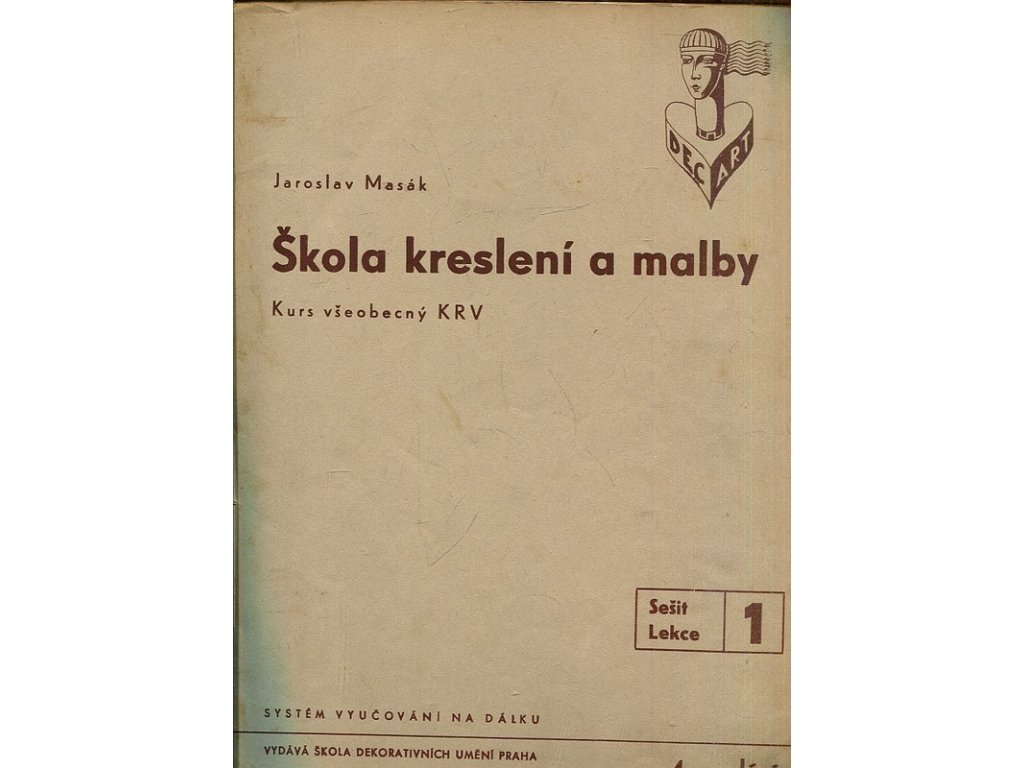 DEC ART
Jaroslav Masák
Škola kreslení a malby
Kurs všeobecný KRV
Sešit
Lekce
1
SYSTÉM VYUČOVÁNÍ NA DÁLKU
VYDÁVÁ ŠKOLA DEKORATIVNÍCH UMĚNÍ PRAHA